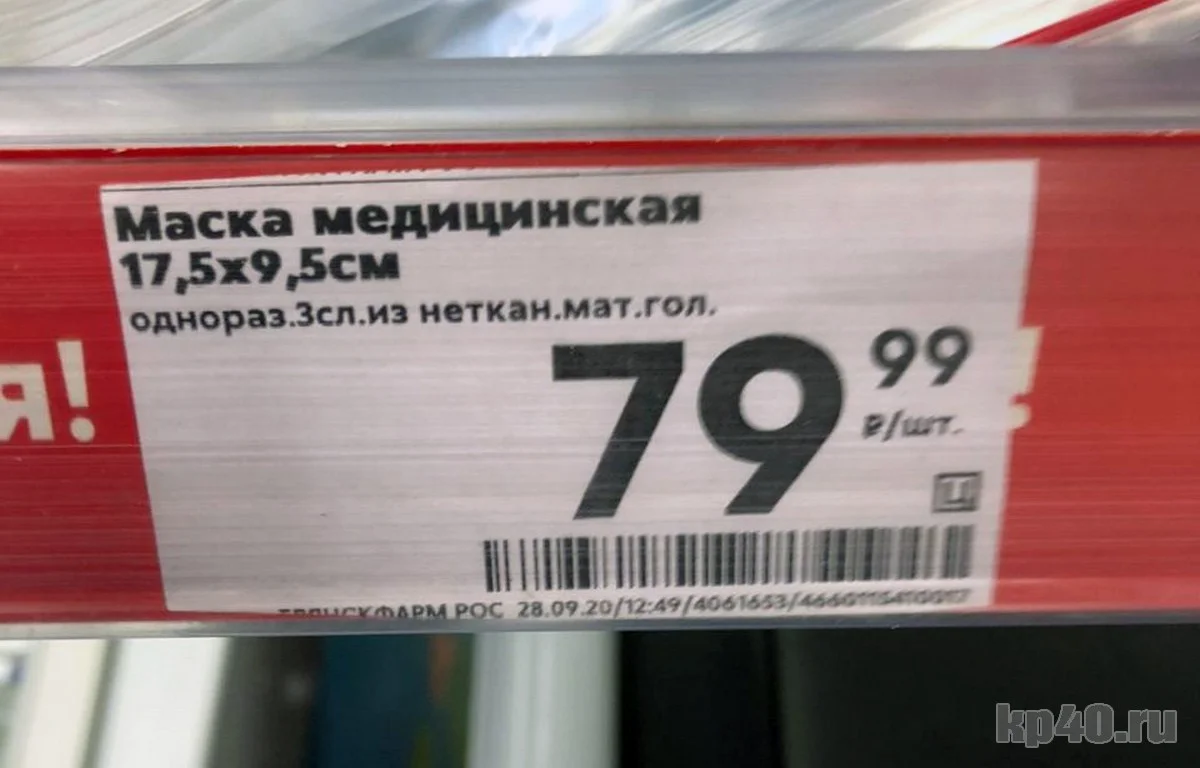 Маска медицинская
17,5х9,5см
однораз.3сл.из неткан.мат.гол.
79 99
₽/шт.
я!
Ц
РОС 28.09.20/12:49/4061653/
kp40.ru